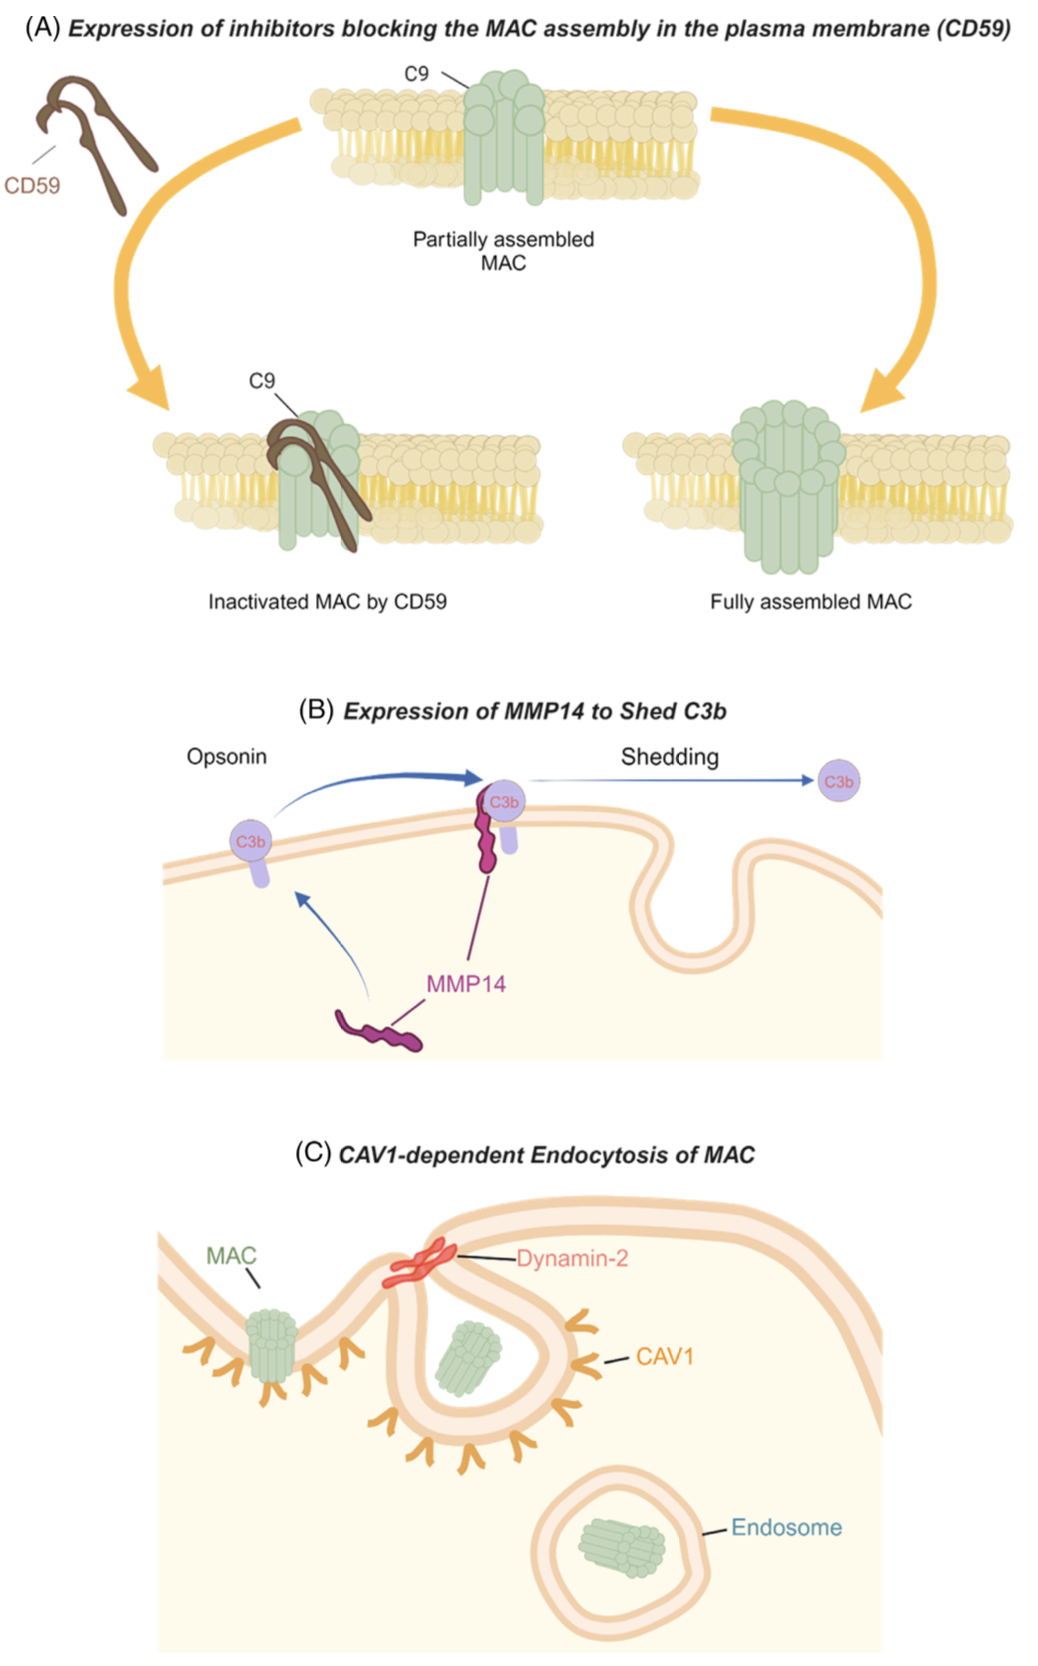 (A) Expression of inhibitors blocking the MAC assembly in the plasma membrane (CD59)
C9
CD59
Partially assembled
MAC
C9
Inactivated MAC by CD59
Fully assembled MAC
(B) Expression of MMP14 to Shed C3b
Opsonin
Shedding
C3b
C3b
C3b
MMP14
(C) CAV1-dependent Endocytosis of MAC
MAC
Dynamin-2
CAV1
Endosome